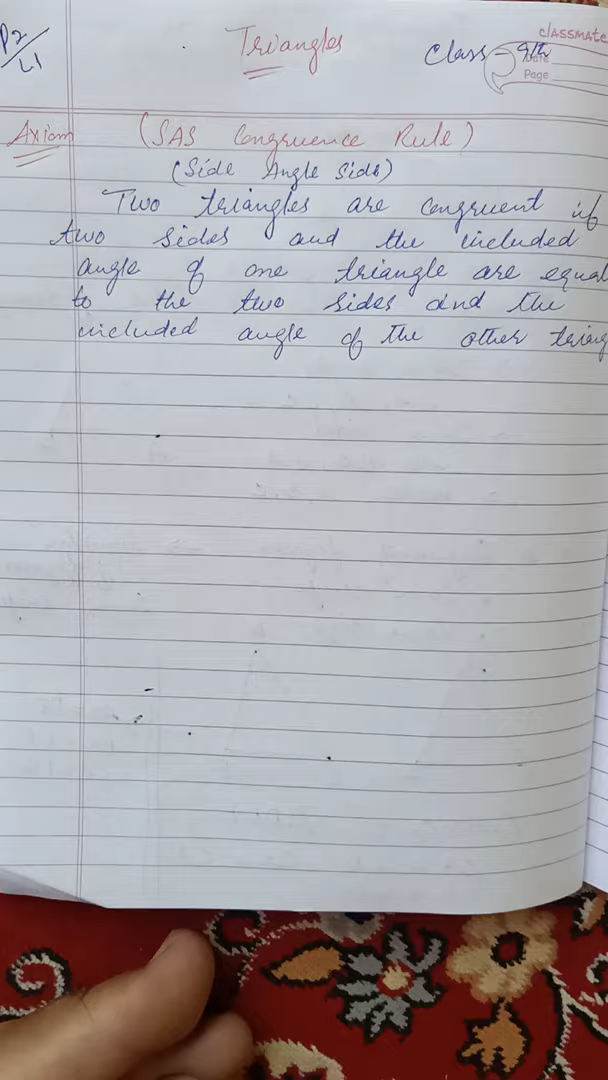 P2/L1
Triangles
Class - 9th
classmate
Date
Page
Axiom (SAS Congruence Rule)
(Side Angle Side)
Two triangles are congruent if
two sides and the included
angle of one triangle are equal
to the two sides and the
included angle of the other triang